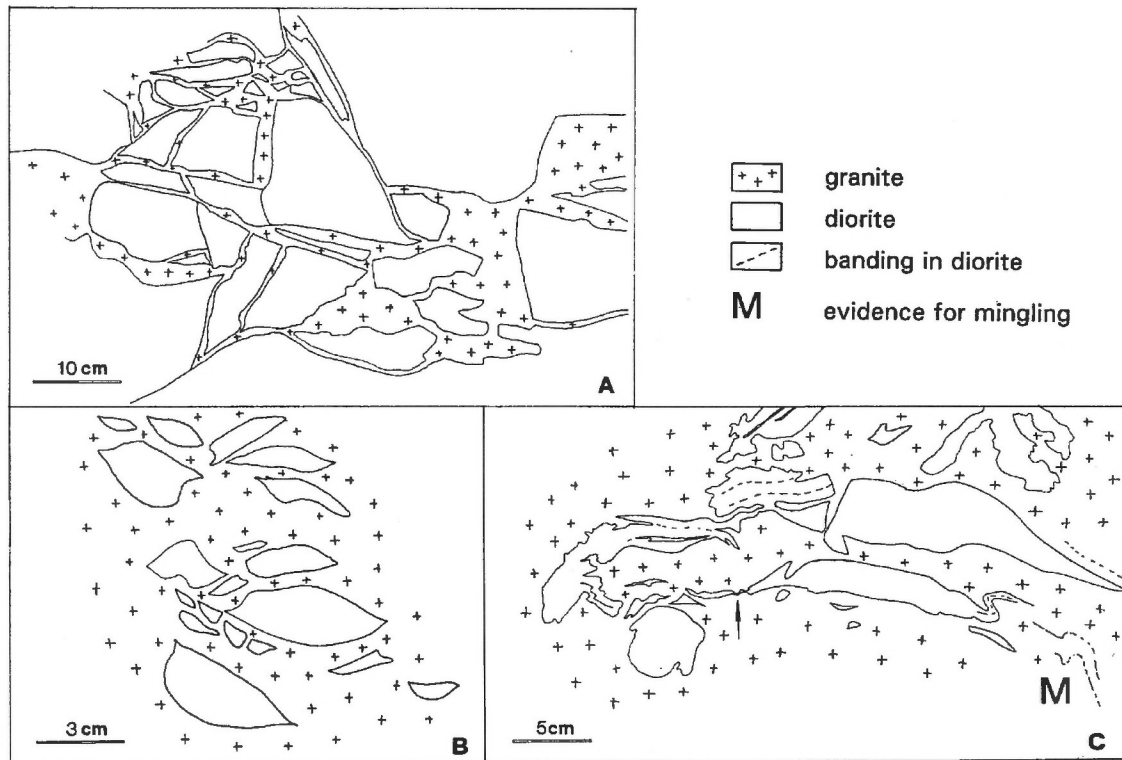 granite
diorite
banding in diorite
M evidence for mingling
10 cm
A
3 cm
B
M
5cm
C